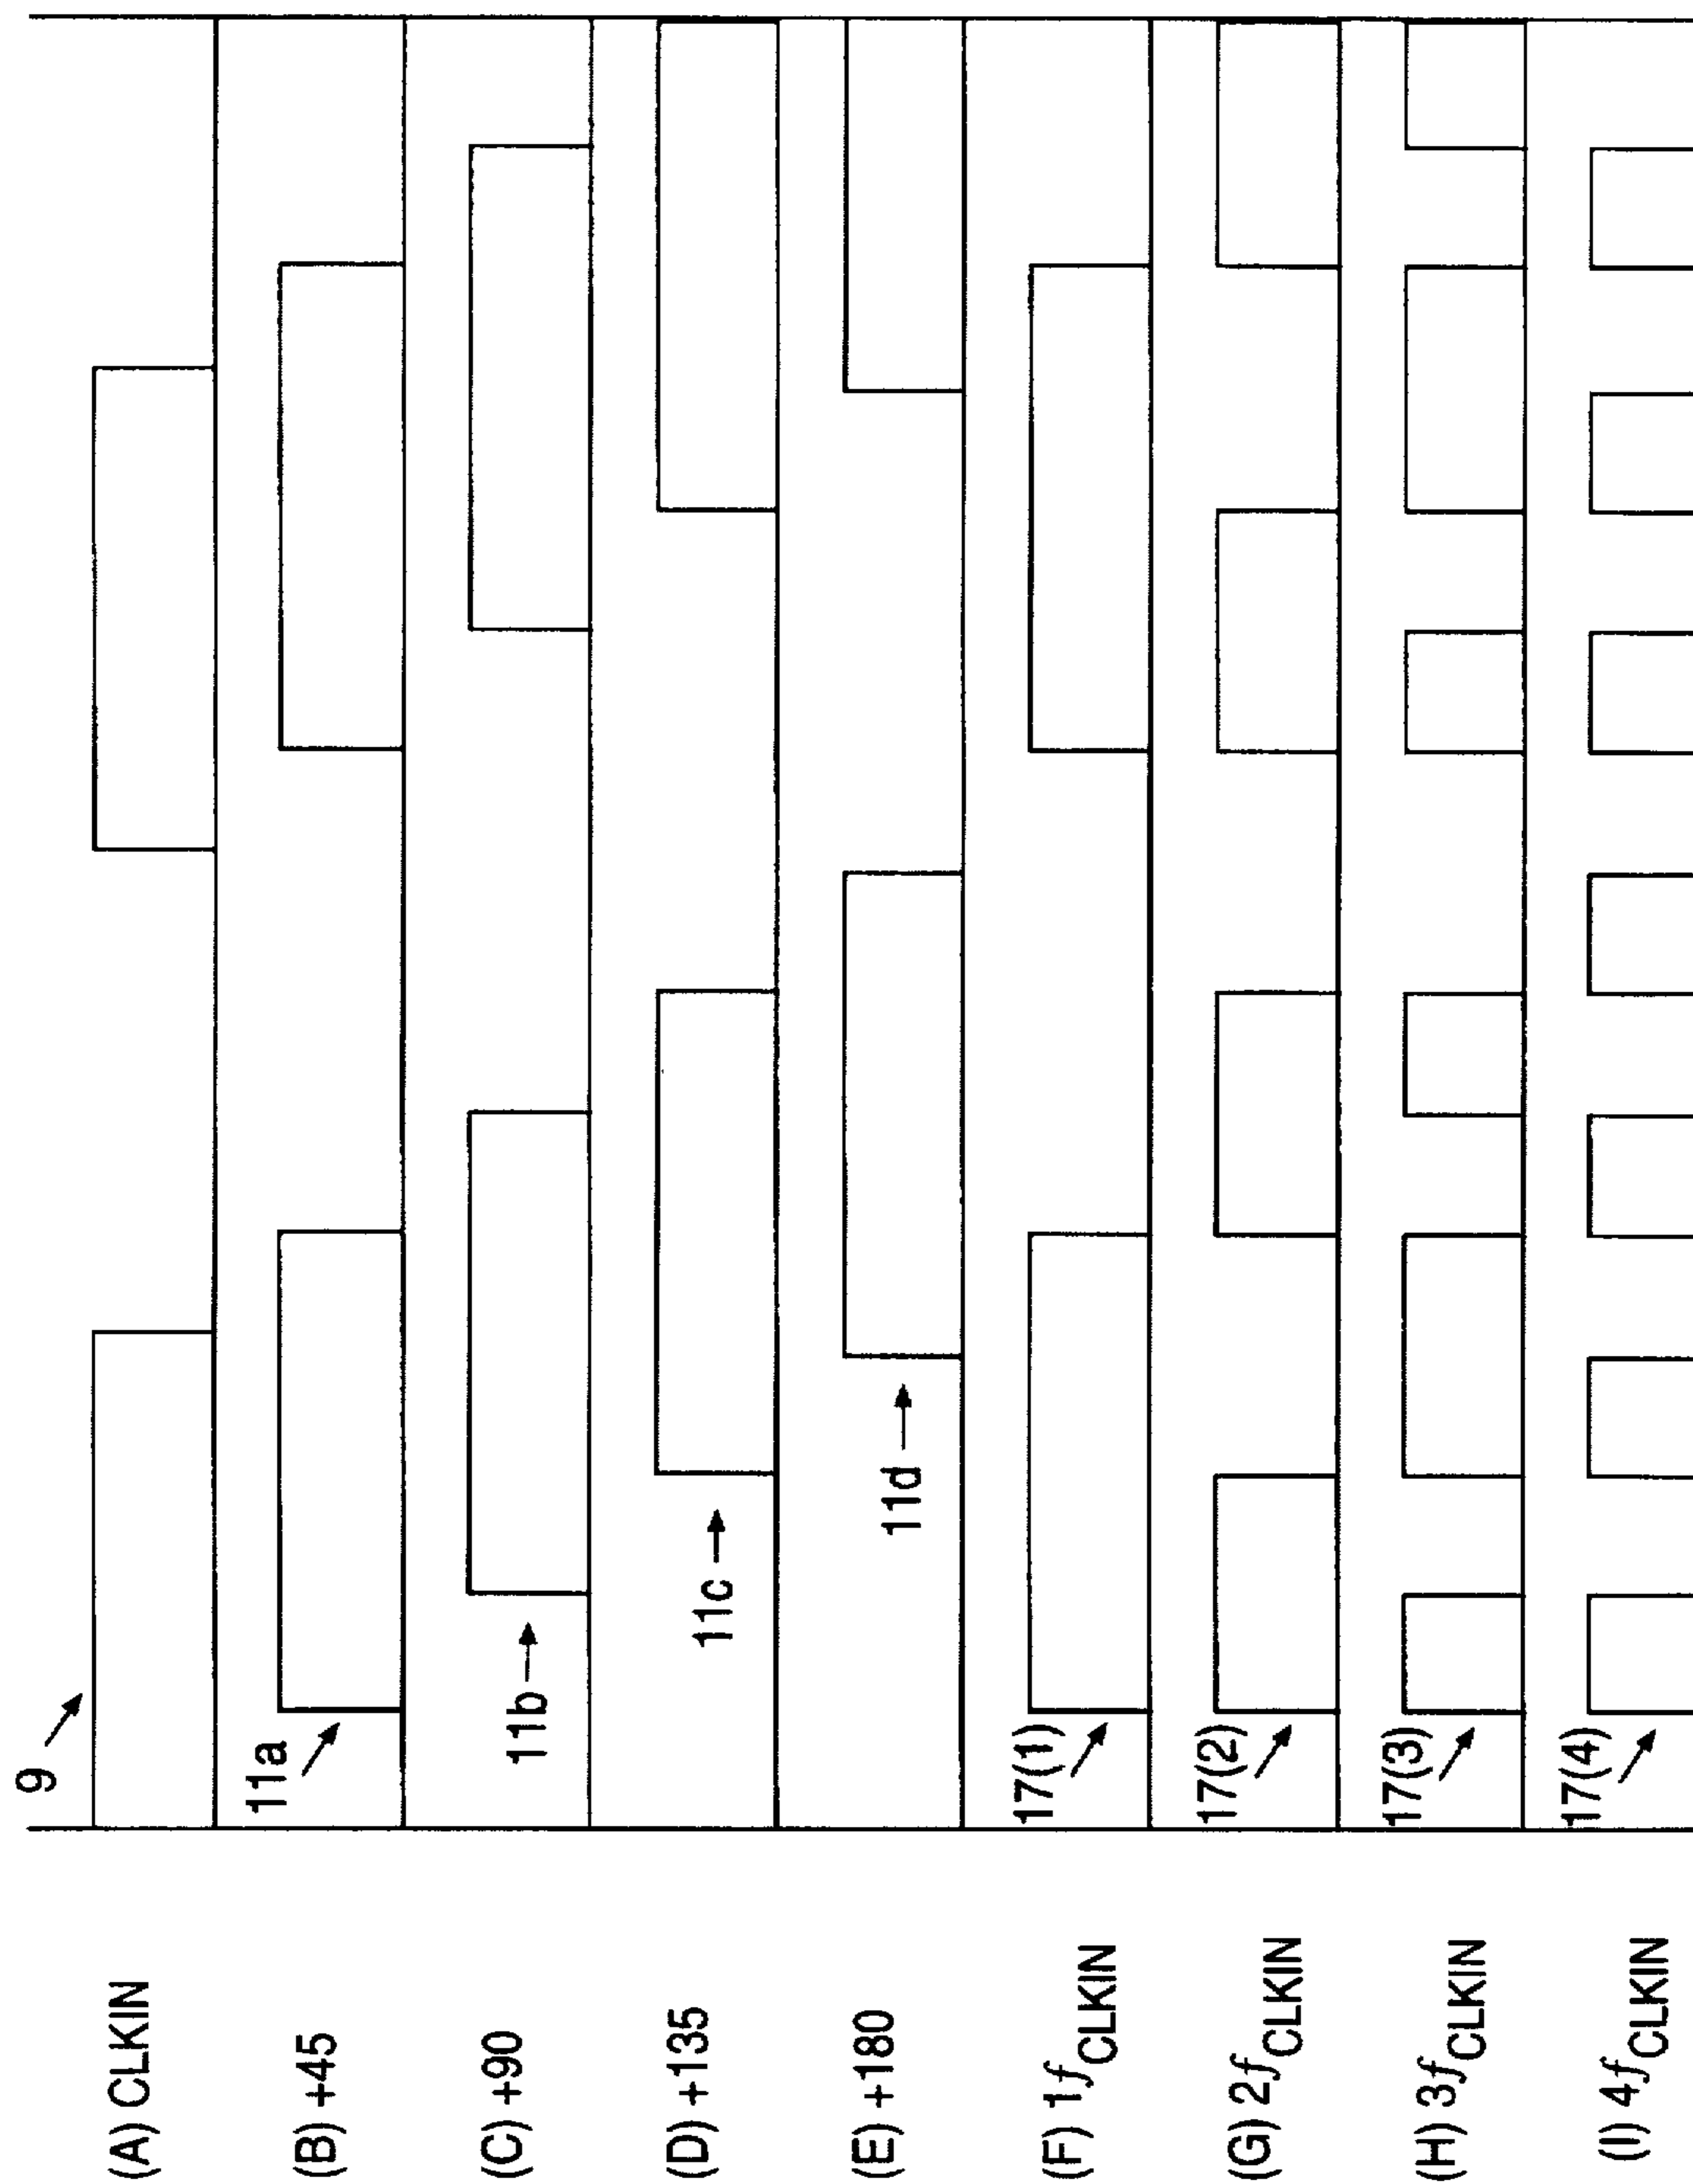 9
(A) CLKIN
11a
(B) +45
11b
(C) +90
11c
(D) +135
11d
(E) +180
17(1)
(F) 1fCLKIN
17(2)
(G) 2fCLKIN
17(3)
(H) 3fCLKIN
17(4)
(I) 4fCLKIN